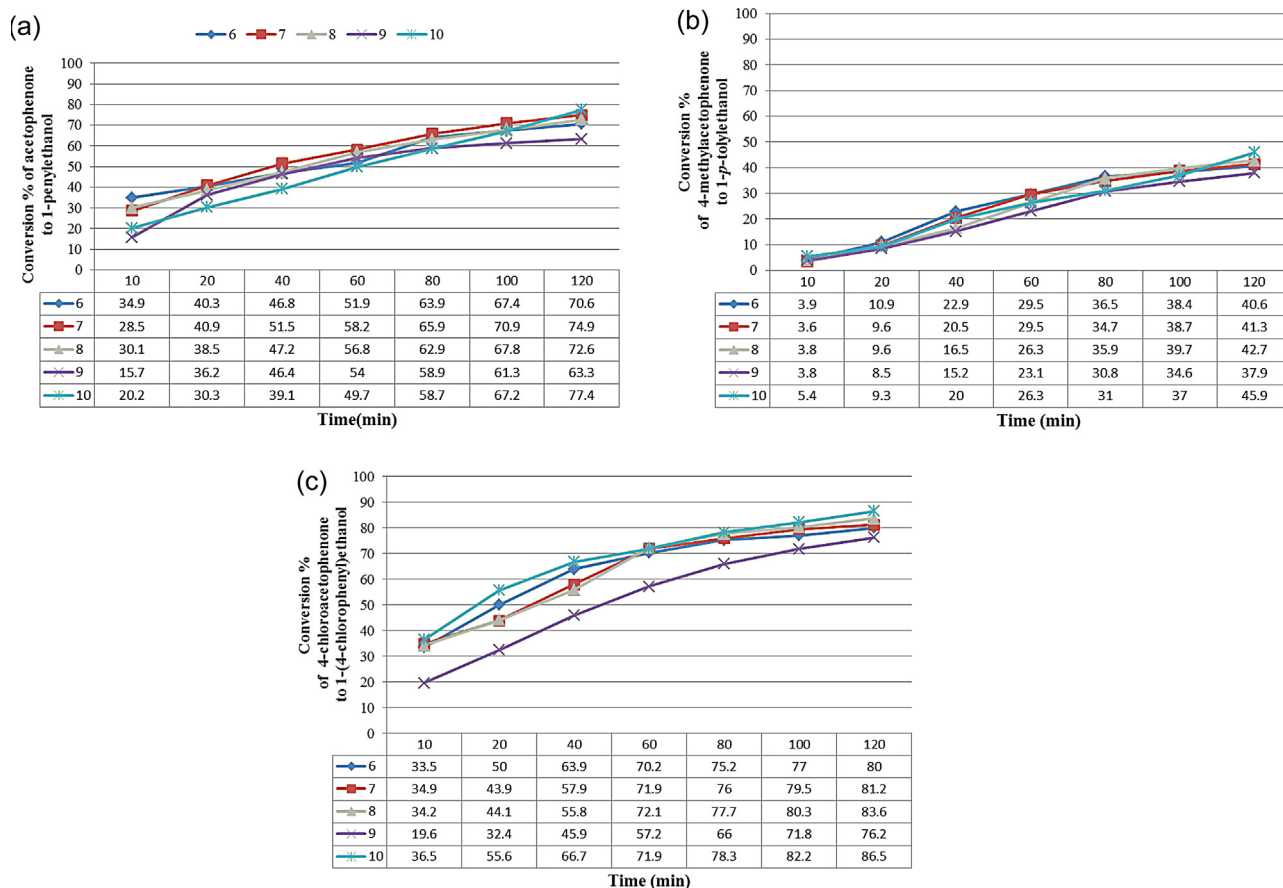 (a)
6 7 8 9 10
Conversion % of acetophenone
to 1-penylethanol
100
90
80
70
60
50
40
30
20
10
0
10 20 40 60 80 100 120
6 34.9 40.3 46.8 51.9 63.9 67.4 70.6
7 28.5 40.9 51.5 58.2 65.9 70.9 74.9
8 30.1 38.5 47.2 56.8 62.9 67.8 72.6
9 15.7 36.2 46.4 54 58.9 61.3 63.3
10 20.2 30.3 39.1 49.7 58.7 67.2 77.4
Time(min)
(b)
Conversion %
of 4-methylacetophenone
to 1-p-tolyethanol
100
90
80
70
60
50
40
30
20
10
0
10 20 40 60 80 100 120
6 3.9 10.9 22.9 29.5 36.5 38.4 40.6
7 3.6 9.6 20.5 29.5 34.7 38.7 41.3
8 3.8 9.6 16.5 26.3 35.9 39.7 42.7
9 3.8 8.5 15.2 23.1 30.8 34.6 37.9
10 5.4 9.3 20 26.3 31 37 45.9
Time (min)
(c)
Conversion %
of 4-chloroacetophenone
to 1-(4-chlorophenyl)ethanol
100
90
80
70
60
50
40
30
20
10
0
10 20 40 60 80 100 120
6 33.5 50 63.9 70.2 75.2 77 80
7 34.9 43.9 57.9 71.9 76 79.5 81.2
8 34.2 44.1 55.8 72.1 77.7 80.3 83.6
9 19.6 32.4 45.9 57.2 66 71.8 76.2
10 36.5 55.6 66.7 71.9 78.3 82.2 86.5
Time (min)